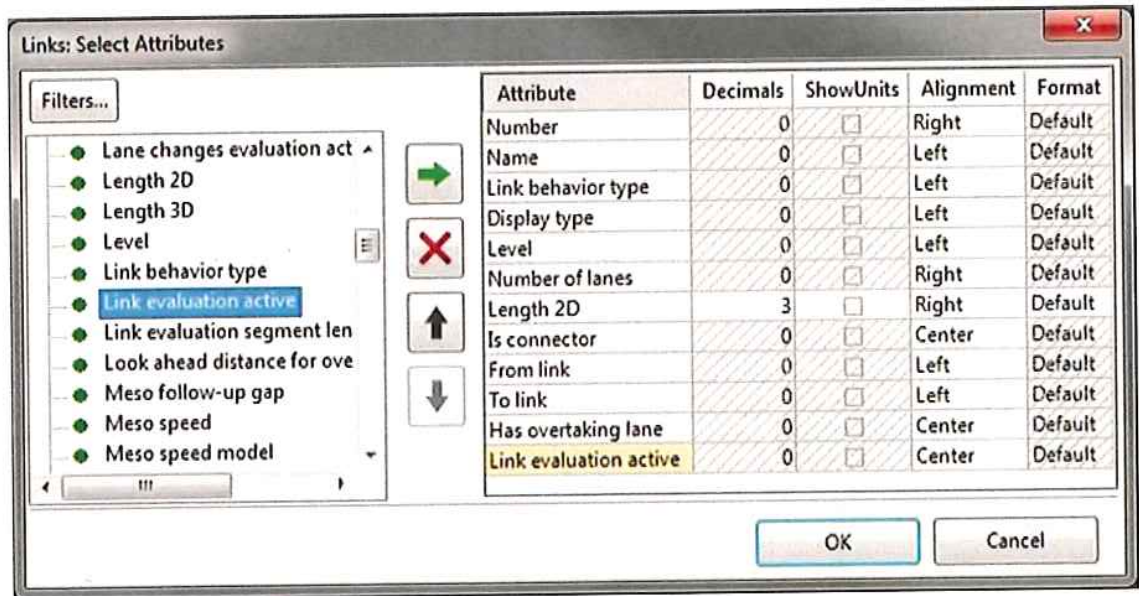 Links: Select Attributes
Filters...
Lane changes evaluation act
Length 2D
Length 3D
Level
Link behavior type
Link evaluation active
Link evaluation segment len
Look ahead distance for ove
Meso follow-up gap
Meso speed
Meso speed model
Attribute Decimals ShowUnits Alignment Format
Number 0 Right Default
Name 0 Left Default
Link behavior type 0 Left Default
Display type 0 Left Default
Level 0 Left Default
Number of lanes 0 Right Default
Length 2D 3 Right Default
Is connector 0 Center Default
From link 0 Left Default
To link 0 Left Default
Has overtaking lane 0 Center Default
Link evaluation active 0 Center Default
OK Cancel